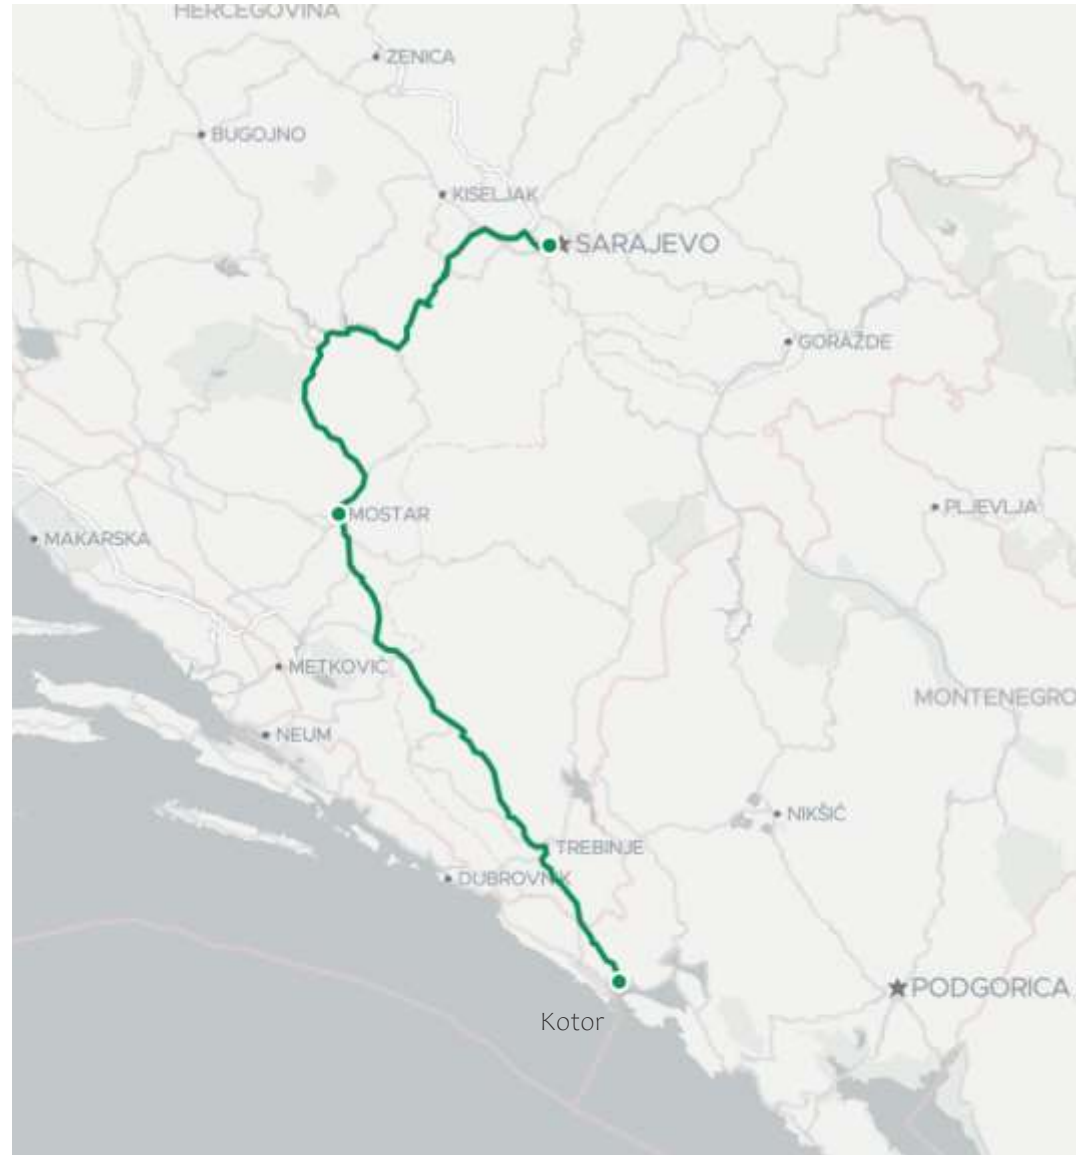 HERCEGOVINA
ZENICA
BUGOJNO
KISELJAK
SARAJEVO
GORAŽDE
MOSTAR
PLJEVLJA
MAKARSKA
METKOVIĆ
MONTENEGRO
NEUM
NIKŠIĆ
TREBINJE
DUBROVNIK
PODGORICA
Kotor